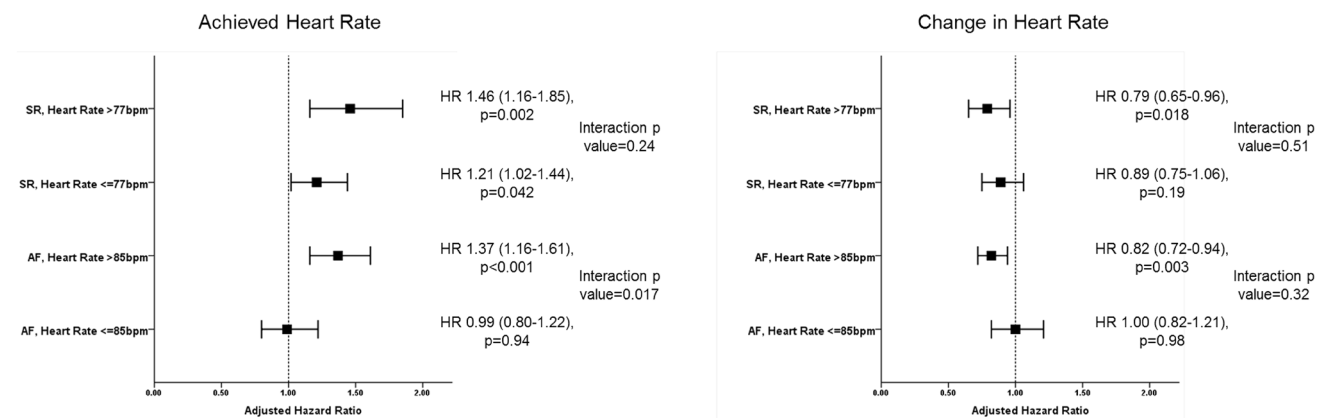 Achieved Heart Rate
SR, Heart Rate >77bpm
HR 1.46 (1.16-1.85),
p=0.002
Interaction p
value=0.24
SR, Heart Rate <=77bpm
HR 1.21 (1.02-1.44),
p=0.042
AF, Heart Rate >85bpm
HR 1.37 (1.16-1.61),
p<0.001
Interaction p
value=0.017
AF, Heart Rate <=85bpm
HR 0.99 (0.80-1.22),
p=0.94
0.00 0.50 1.00 1.50 2.00
Adjusted Hazard Ratio
Change in Heart Rate
SR, Heart Rate >77bpm
HR 0.79 (0.65-0.96),
p=0.018
Interaction p
value=0.51
SR, Heart Rate <=77bpm
HR 0.89 (0.75-1.06),
p=0.19
AF, Heart Rate >85bpm
HR 0.82 (0.72-0.94),
p=0.003
Interaction p
value=0.32
AF, Heart Rate <=85bpm
HR 1.00 (0.82-1.21),
p=0.98
0.00 0.50 1.00 1.50 2.00
Adjusted Hazard Ratio